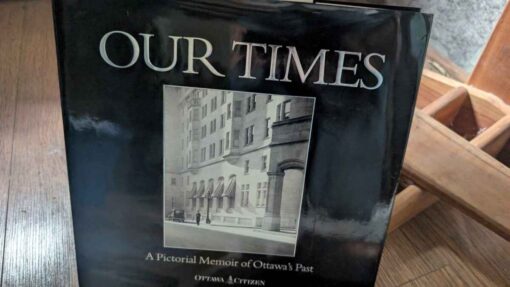 OUR TIMES
A Pictorial Memoir of Ottawa's Past
OTTAWA CITIZEN